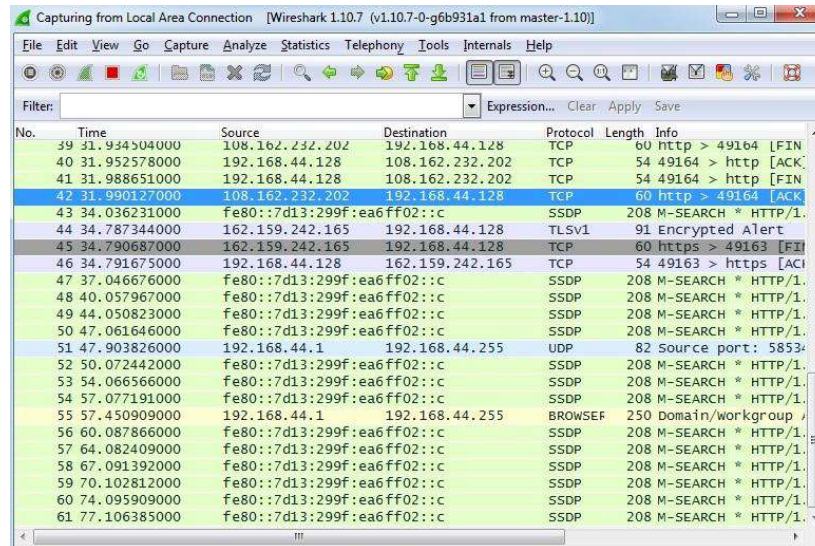 Capturing from Local Area Connection [Wireshark 1.10.7 (v1.10.7-0-g6b931a1 from master-1.10)]
File Edit View Go Capture Analyze Statistics Telephony Tools Internals Help
Filter: Expression... Clear Apply Save
No. Time Source Destination Protocol Length Info
39 31.934504000 108.162.232.202 192.168.44.128 TCP 60 http > 49164 [FIN
40 31.952578000 192.168.44.128 108.162.232.202 TCP 54 49164 > http [ACK]
41 31.988651000 192.168.44.128 108.162.232.202 TCP 54 49164 > http [FIN
42 31.990127000 108.162.232.202 192.168.44.128 TCP 60 http > 49164 [ACK]
43 34.036231000 fe80::7d13:299f:ea6ff02::c SSDP 208 M-SEARCH * HTTP/1.
44 34.787344000 162.159.242.165 192.168.44.128 TLSv1 91 Encrypted Alert
45 34.790687000 162.159.242.165 192.168.44.128 TCP 60 https > 49163 [FIN
46 34.791675000 192.168.44.128 162.159.242.165 TCP 54 49163 > https [ACK
47 37.046676000 fe80::7d13:299f:ea6ff02::c SSDP 208 M-SEARCH * HTTP/1.
48 40.057967000 fe80::7d13:299f:ea6ff02::c SSDP 208 M-SEARCH * HTTP/1.
49 44.050823000 fe80::7d13:299f:ea6ff02::c SSDP 208 M-SEARCH * HTTP/1.
50 47.061646000 fe80::7d13:299f:ea6ff02::c SSDP 208 M-SEARCH * HTTP/1.
51 47.903826000 192.168.44.1 192.168.44.255 UDP 82 Source port: 58534
52 50.072442000 fe80::7d13:299f:ea6ff02::c SSDP 208 M-SEARCH * HTTP/1.
53 54.066566000 fe80::7d13:299f:ea6ff02::c SSDP 208 M-SEARCH * HTTP/1.
54 57.077191000 fe80::7d13:299f:ea6ff02::c SSDP 208 M-SEARCH * HTTP/1.
55 57.450909000 192.168.44.1 192.168.44.255 BROWSER 250 Domain/Workgroup A
56 60.087866000 fe80::7d13:299f:ea6ff02::c SSDP 208 M-SEARCH * HTTP/1.
57 64.082409000 fe80::7d13:299f:ea6ff02::c SSDP 208 M-SEARCH * HTTP/1.
58 67.091392000 fe80::7d13:299f:ea6ff02::c SSDP 208 M-SEARCH * HTTP/1.
59 70.102812000 fe80::7d13:299f:ea6ff02::c SSDP 208 M-SEARCH * HTTP/1.
60 74.095909000 fe80::7d13:299f:ea6ff02::c SSDP 208 M-SEARCH * HTTP/1.
61 77.106385000 fe80::7d13:299f:ea6ff02::c SSDP 208 M-SEARCH * HTTP/1.